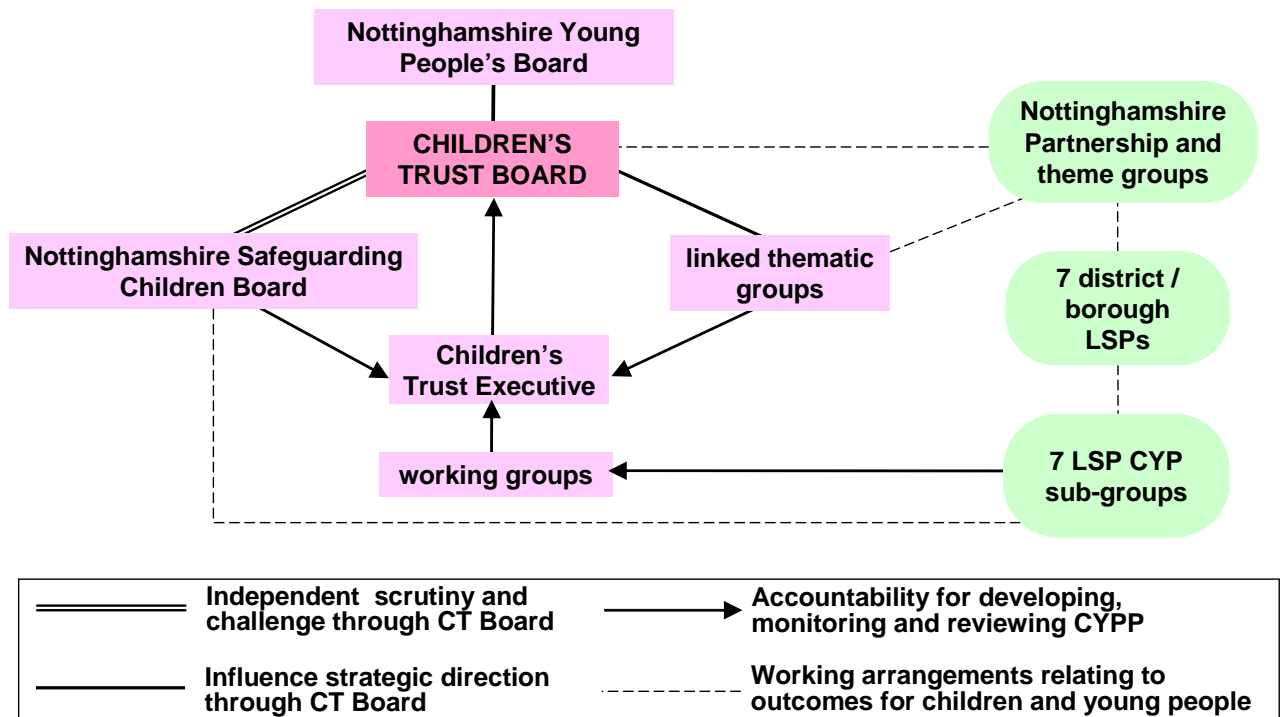 Nottinghamshire Young
People’s Board
CHILDREN’S
TRUST BOARD
Nottinghamshire
Partnership and
theme groups
Nottinghamshire Safeguarding
Children Board
linked thematic
groups
7 district /
borough
LSPs
Children’s
Trust Executive
working groups
7 LSP CYP
sub-groups
Independent scrutiny and
challenge through CT Board
Accountability for developing,
monitoring and reviewing CYPP
Influence strategic direction
through CT Board
Working arrangements relating to
outcomes for children and young people